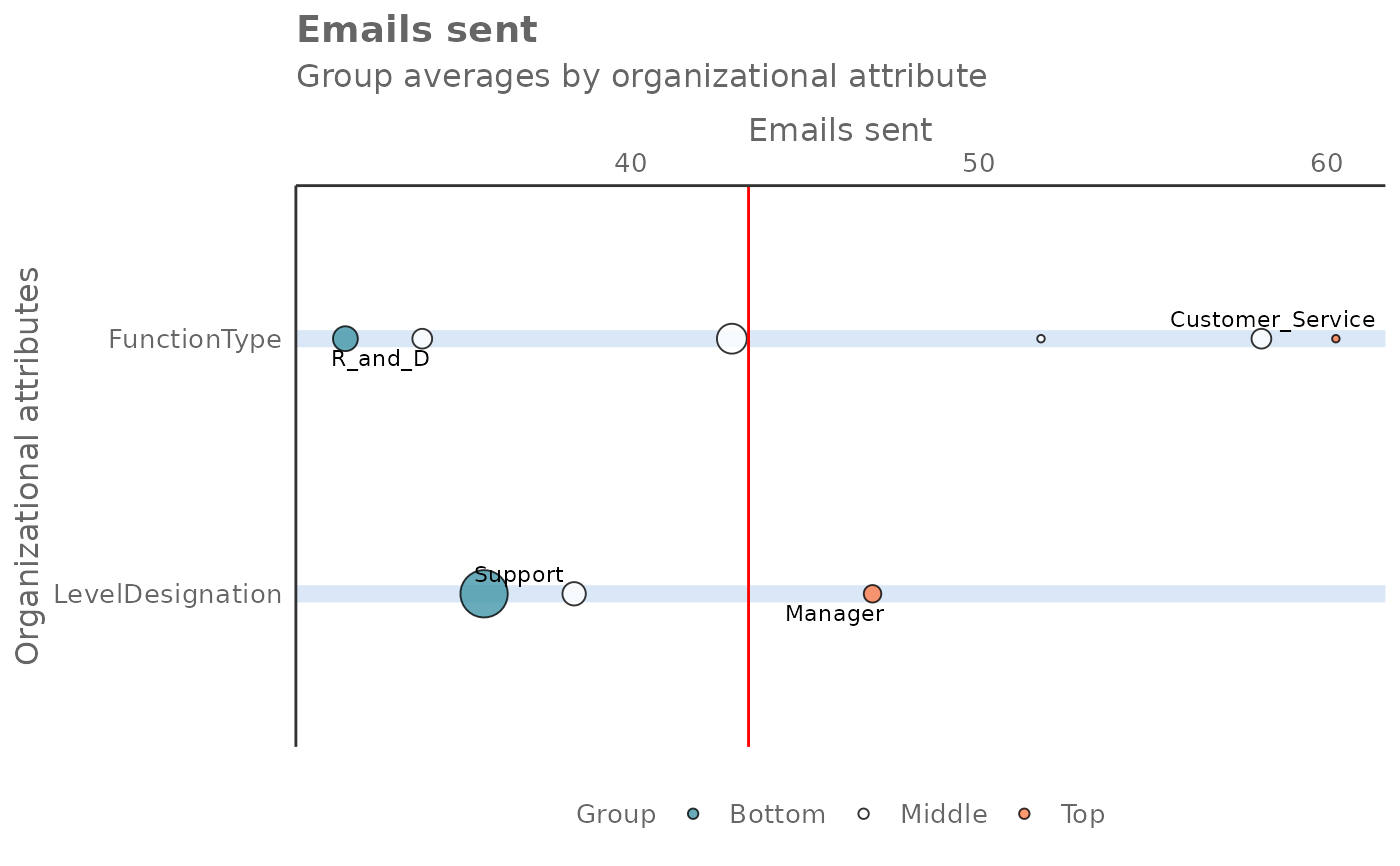 Emails sent
Group averages by organizational attribute
Emails sent
40 50 60
Organizational attributes
FunctionType
Customer_Service
R_and_D
LevelDesignation
Support
Manager
Group Bottom Middle Top